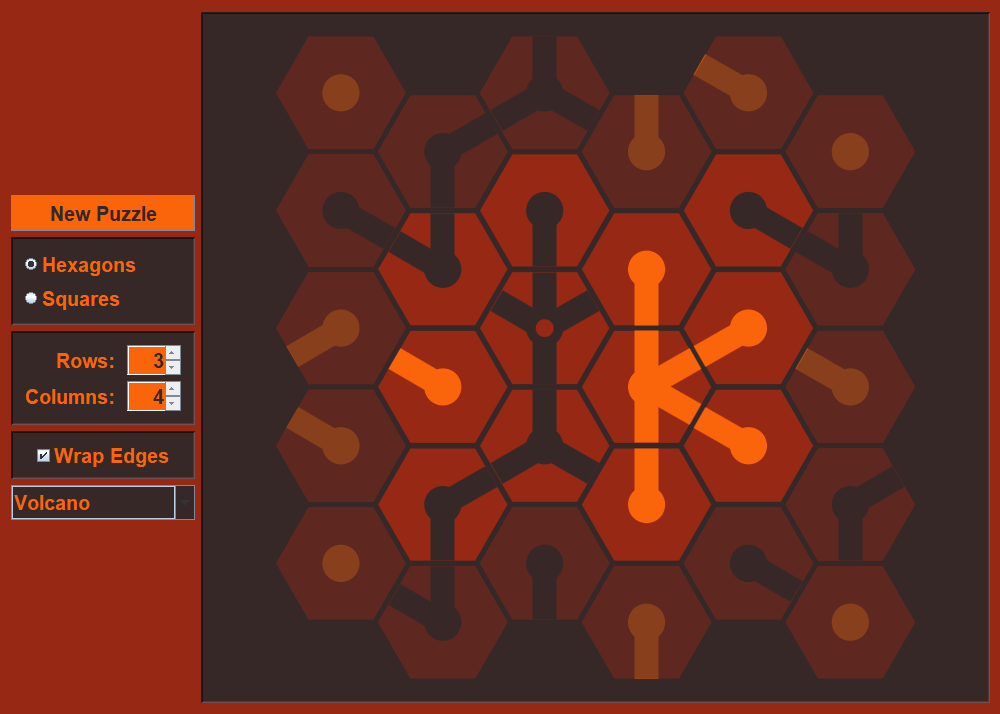 New Puzzle
Hexagons
Squares
Rows: 3
Columns: 4
Wrap Edges
Volcano